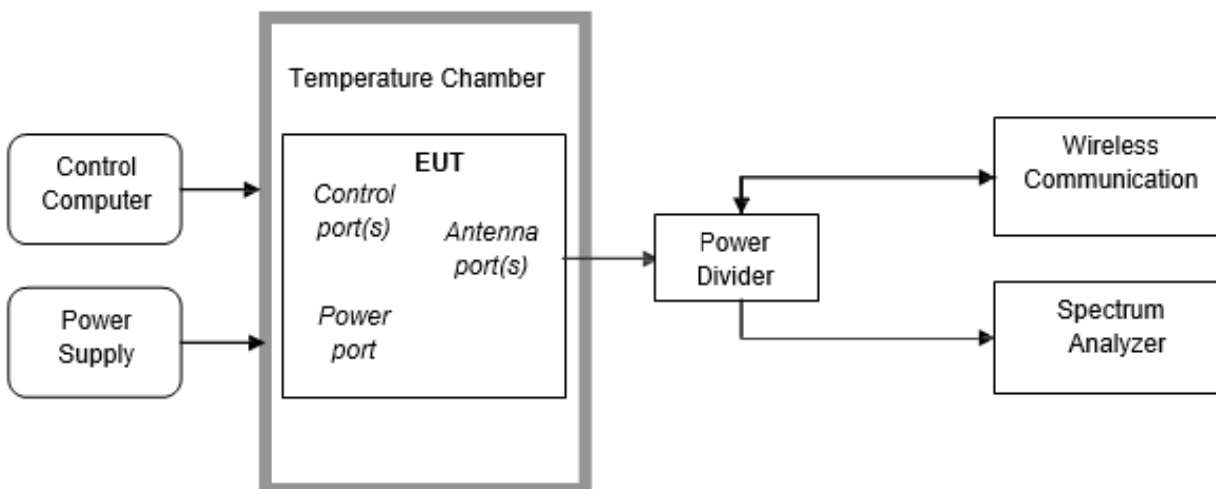 Temperature Chamber
Control
Computer
Power
Supply
EUT
Control
port(s)
Antenna
port(s)
Power
port
Power
Divider
Wireless
Communication
Spectrum
Analyzer